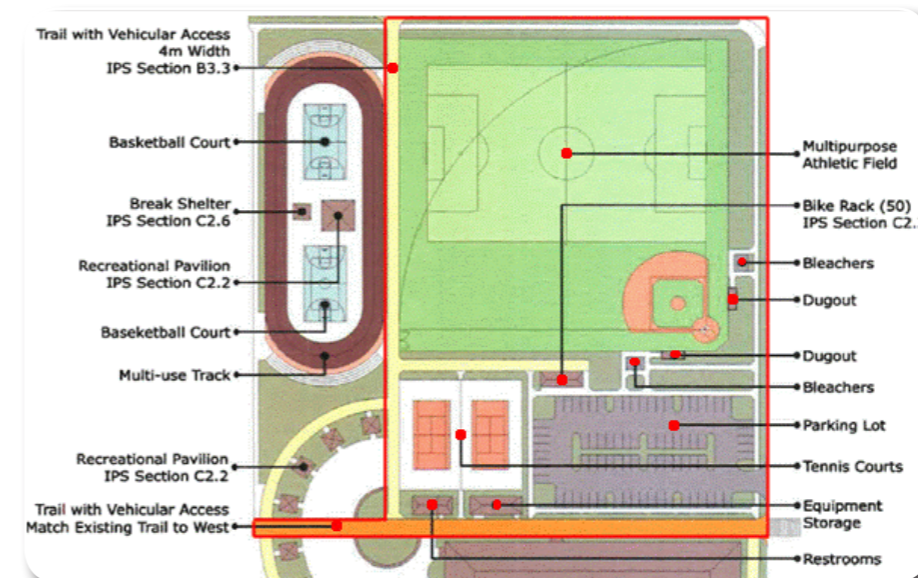 Trail with Vehicular Access
4m Width
IPS Section B3.3
Basketball Court
Break Shelter
IPS Section C2.6
Recreational Pavilion
IPS Section C2.2
Baseketball Court
Multi-use Track
Recreational Pavilion
IPS Section C2.2
Trail with Vehicular Access
Match Existing Trail to West
Multipurpose
Athletic Field
Bike Rack (50)
IPS Section C2.
Bleachers
Dugout
Dugout
Bleachers
Parking Lot
Tennis Courts
Equipment
Storage
Restrooms